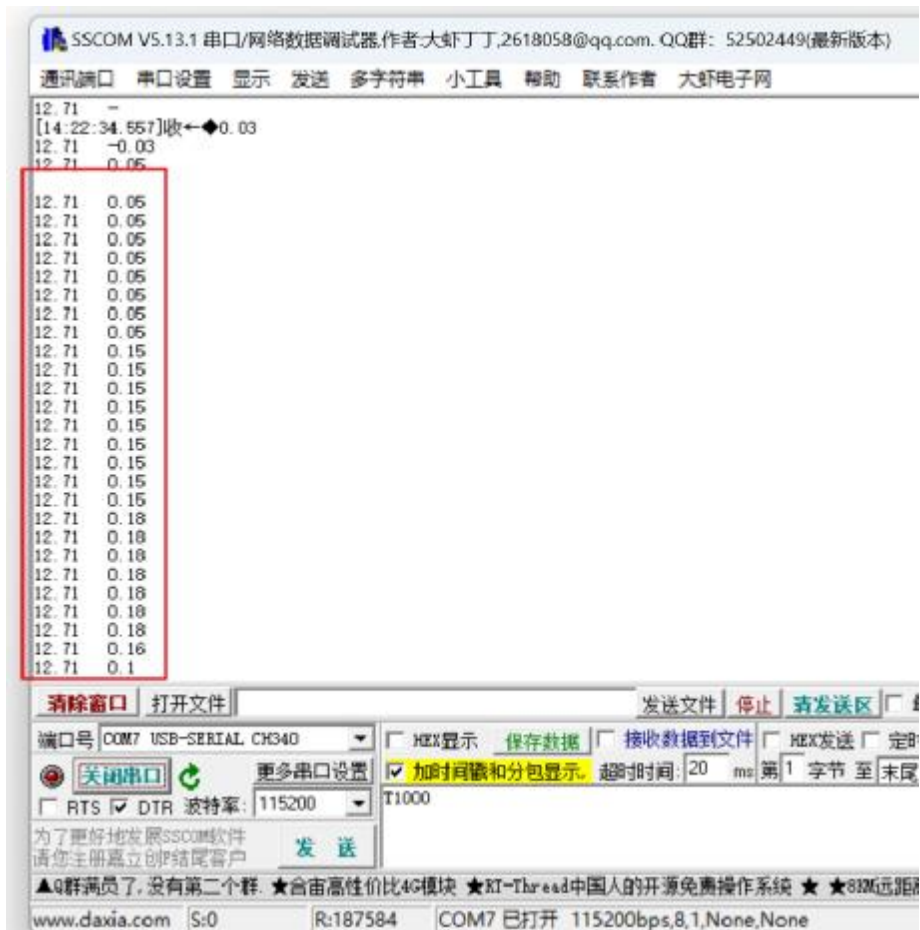 SSCOM V5.13.1 串口/网络数据调试器,作者:大虾丁丁,2618058@qq.com. QQ群: 52502449(最新版本)
通讯端口 串口设置 显示 发送 多字符串 小工具 帮助 联系作者 大虾电子网
12.71 -
[14:22:34.557]收←◆0.03
12.71 -0.03
12.71 0.05
12.71 0.05
12.71 0.05
12.71 0.05
12.71 0.05
12.71 0.05
12.71 0.05
12.71 0.05
12.71 0.05
12.71 0.15
12.71 0.15
12.71 0.15
12.71 0.15
12.71 0.15
12.71 0.15
12.71 0.15
12.71 0.15
12.71 0.15
12.71 0.18
12.71 0.18
12.71 0.18
12.71 0.18
12.71 0.18
12.71 0.18
12.71 0.18
12.71 0.16
12.71 0.1
清除窗口 打开文件 发送文件 停止 清发送区
端口号 COM7 USB-SERIAL CH340 HEX显示 保存数据 接收数据到文件 HEX发送 定时
关闭串口 更多串口设置 加时间戳和分包显示, 超时时间: 20 ms 第 1 字节 至 末尾
RTS DTR 波特率: 115200 T1000
为了更好地发展SSCOM软件
请您注册嘉立创F结尾客户
发 送
▲Q群满员了,没有第二个群. ★合宙高性价比4G模块 ★RT-Thread中国人的开源免费操作系统 ★ ★8KM远距
www.daxia.com S:0 R:187584 COM7 已打开 115200bps,8,1,None,None